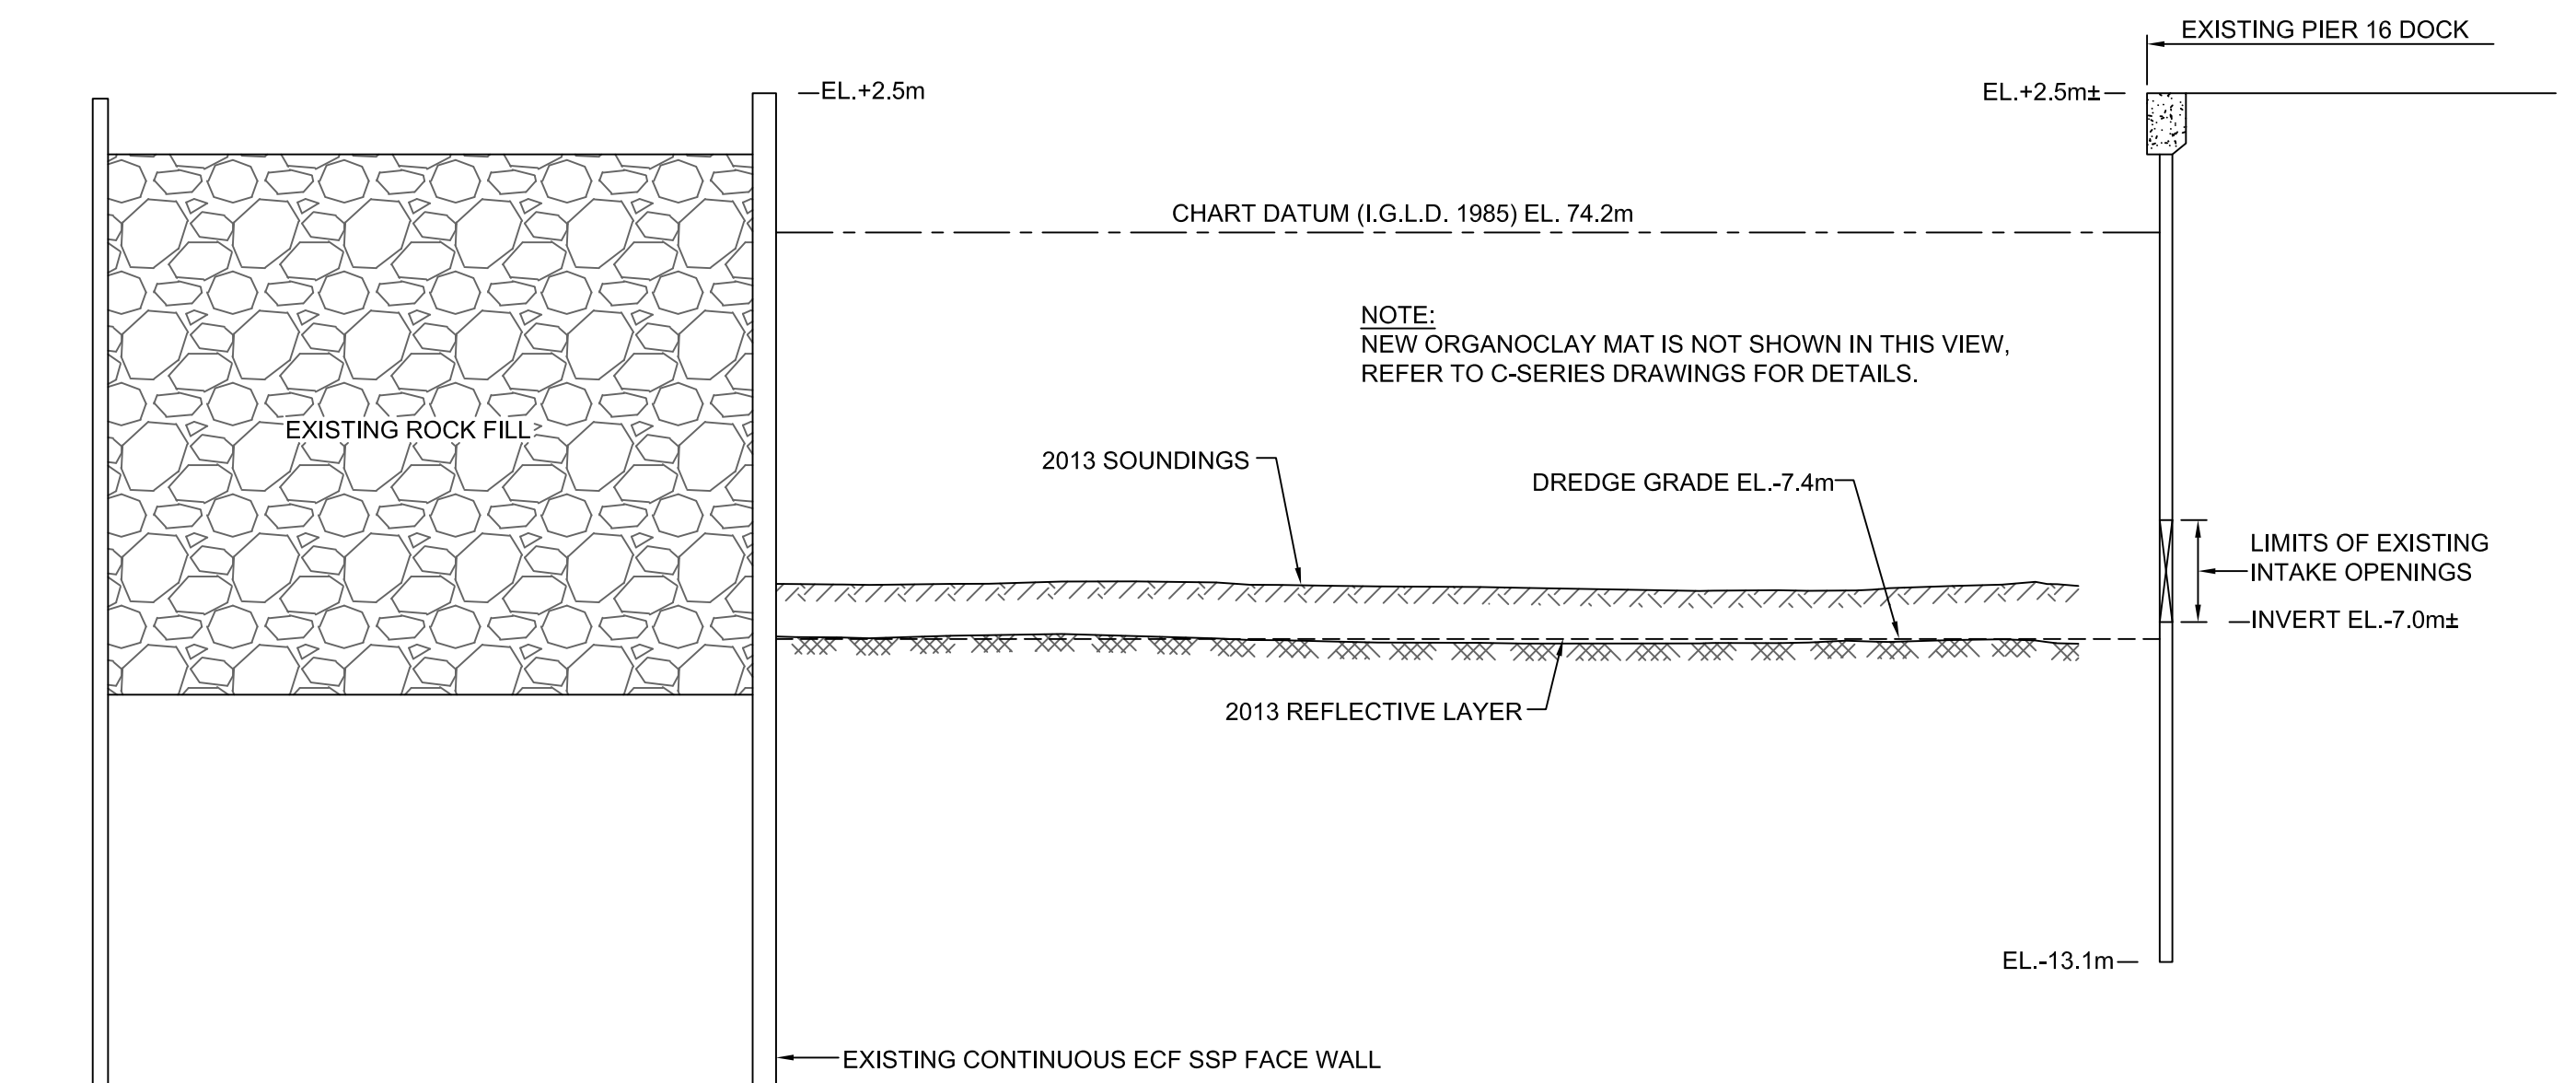 EXISTING PIER 16 DOCK
EL.+2.5m
EL.+2.5m±
CHART DATUM (I.G.L.D. 1985) EL. 74.2m
NOTE:
NEW ORGANOCLAY MAT IS NOT SHOWN IN THIS VIEW,
REFER TO C-SERIES DRAWINGS FOR DETAILS.
EXISTING ROCK FILL
2013 SOUNDINGS
DREDGE GRADE EL.-7.4m
LIMITS OF EXISTING
INTAKE OPENINGS
INVERT EL.-7.0m±
2013 REFLECTIVE LAYER
EL.-13.1m
EXISTING CONTINUOUS ECF SSP FACE WALL